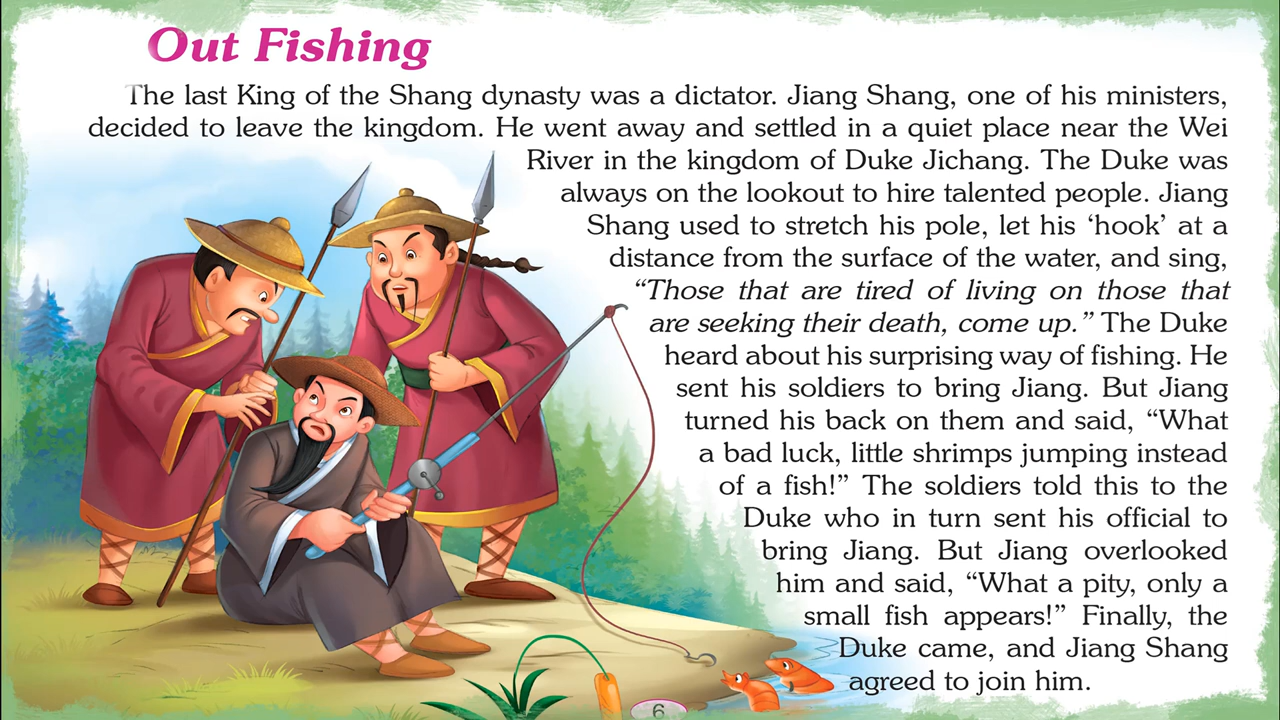 Out Fishing
The last King of the Shang dynasty was a dictator. Jiang Shang, one of his ministers,
decided to leave the kingdom. He went away and settled in a quiet place near the Wei
River in the kingdom of Duke Jichang. The Duke was
always on the lookout to hire talented people. Jiang
Shang used to stretch his pole, let his ‘hook’ at a
distance from the surface of the water, and sing,
“Those that are tired of living on those that
are seeking their death, come up.” The Duke
heard about his surprising way of fishing. He
sent his soldiers to bring Jiang. But Jiang
turned his back on them and said, “What
a bad luck, little shrimps jumping instead
of a fish!” The soldiers told this to the
Duke who in turn sent his official to
bring Jiang. But Jiang overlooked
him and said, “What a pity, only a
small fish appears!” Finally, the
Duke came, and Jiang Shang
agreed to join him.
6